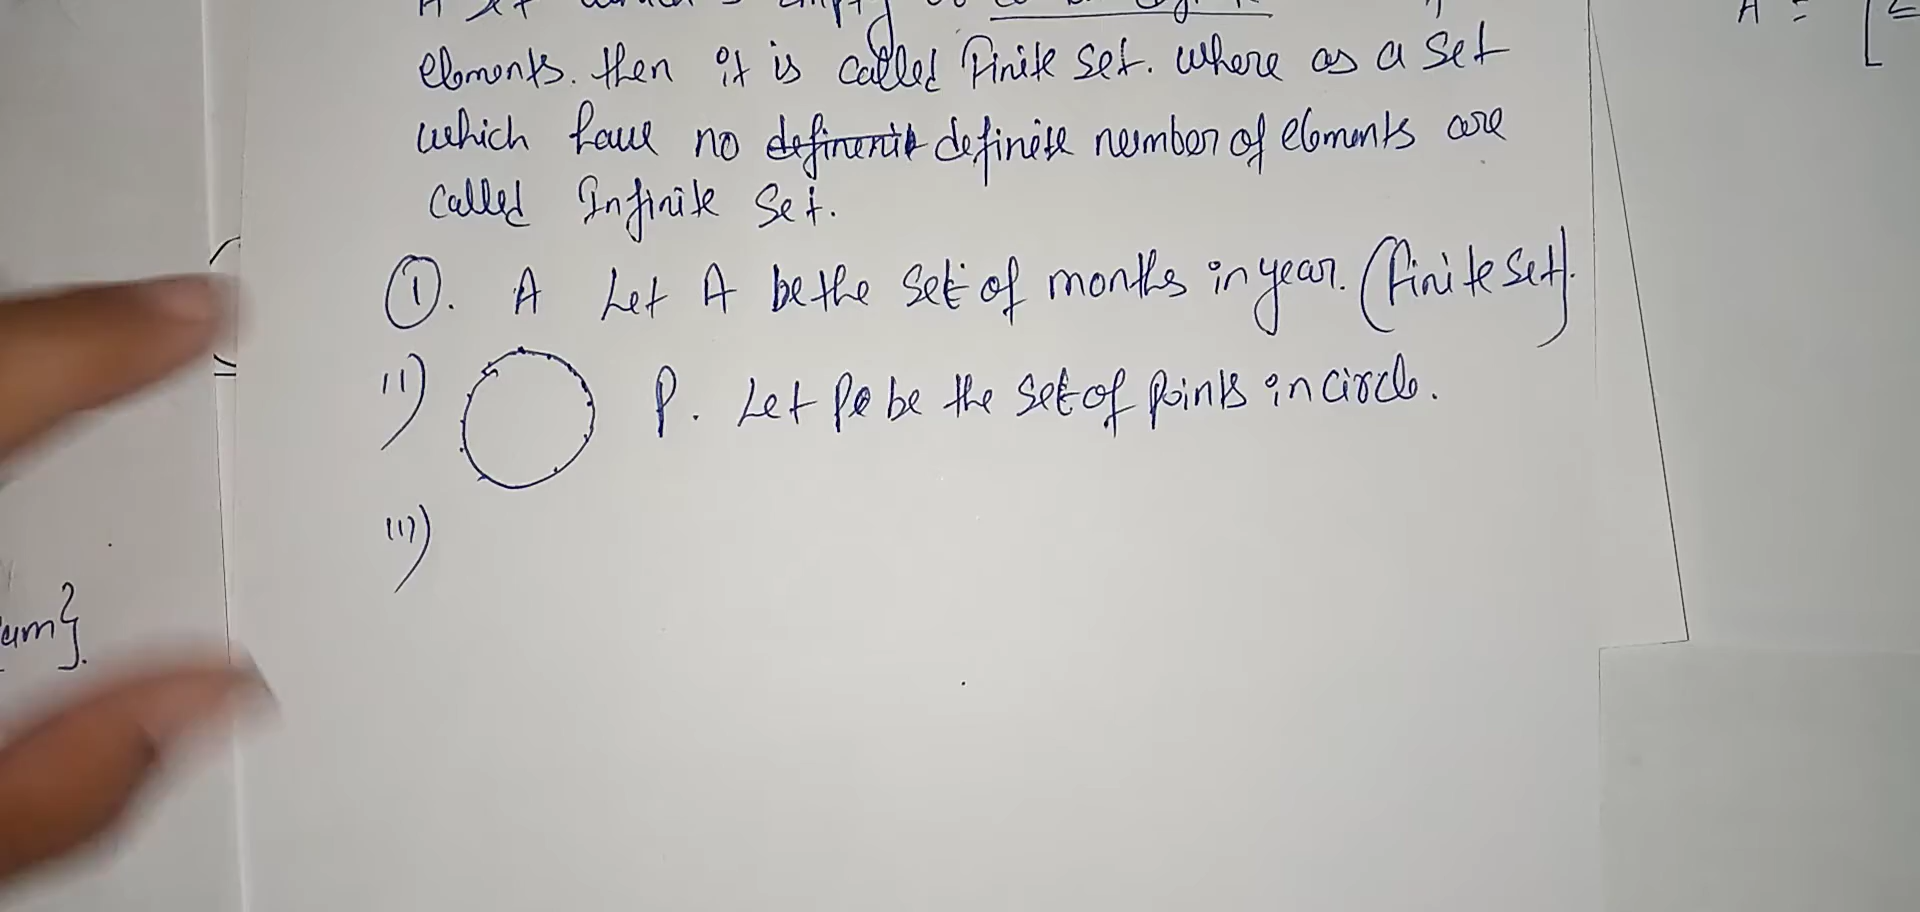 elements. then it is called Finite set. where as a set
which have no definenit definite number of elements are
called Infinite Set.
①. A Let A be the set of months in year. (Finite set).
ii) P. Let P be the set of points in circle.
iii)
um}.
A =